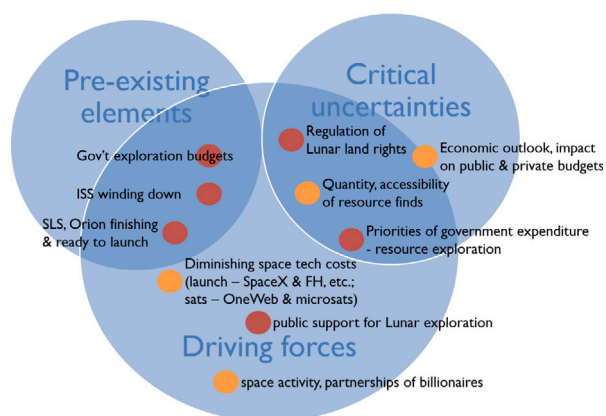 Pre-existing
elements
Critical
uncertainties
Gov't exploration budgets
ISS winding down
SLS, Orion finishing
& ready to launch
Regulation of
Lunar land rights
Economic outlook, impact
on public & private budgets
Quantity, accessibility
of resource finds
Priorities of government expenditure
- resource exploration
Diminishing space tech costs
(launch – SpaceX & FH, etc.;
sats – OneWeb & microsats)
public support for Lunar exploration
Driving forces
space activity, partnerships of billionaires